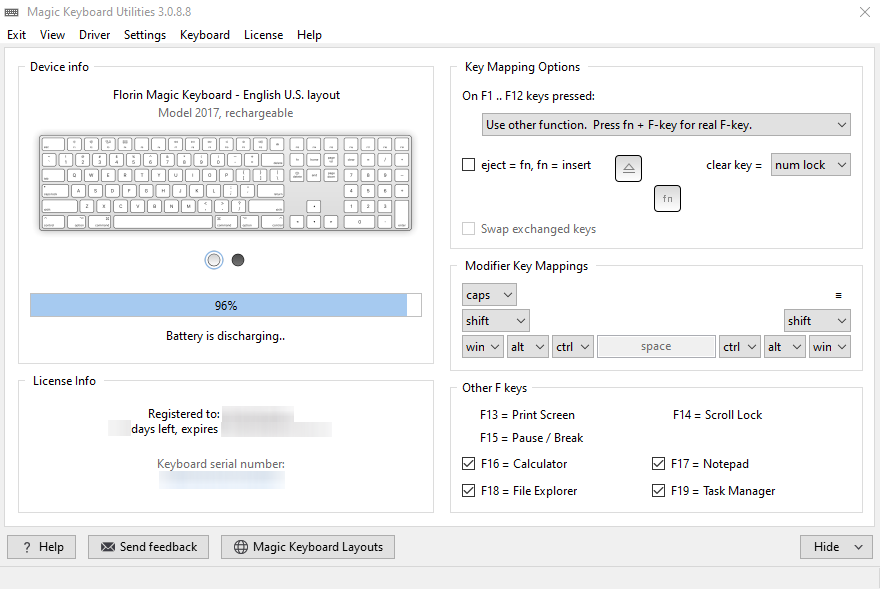 Magic Keyboard Utilities 3.0.8.8
Exit View Driver Settings Keyboard License Help
Device info
Florin Magic Keyboard - English U.S. layout
Model 2017, rechargeable
96%
Battery is discharging..
License Info
Registered to:
days left, expires
Keyboard serial number:
Key Mapping Options
On F1 .. F12 keys pressed:
Use other function. Press fn + F-key for real F-key.
eject = fn, fn = insert
clear key = num lock
fn
Swap exchanged keys
Modifier Key Mappings
caps
shift shift
win alt ctrl space ctrl alt win
Other F keys
F13 = Print Screen F14 = Scroll Lock
F15 = Pause / Break
F16 = Calculator F17 = Notepad
F18 = File Explorer F19 = Task Manager
? Help Send feedback Magic Keyboard Layouts Hide